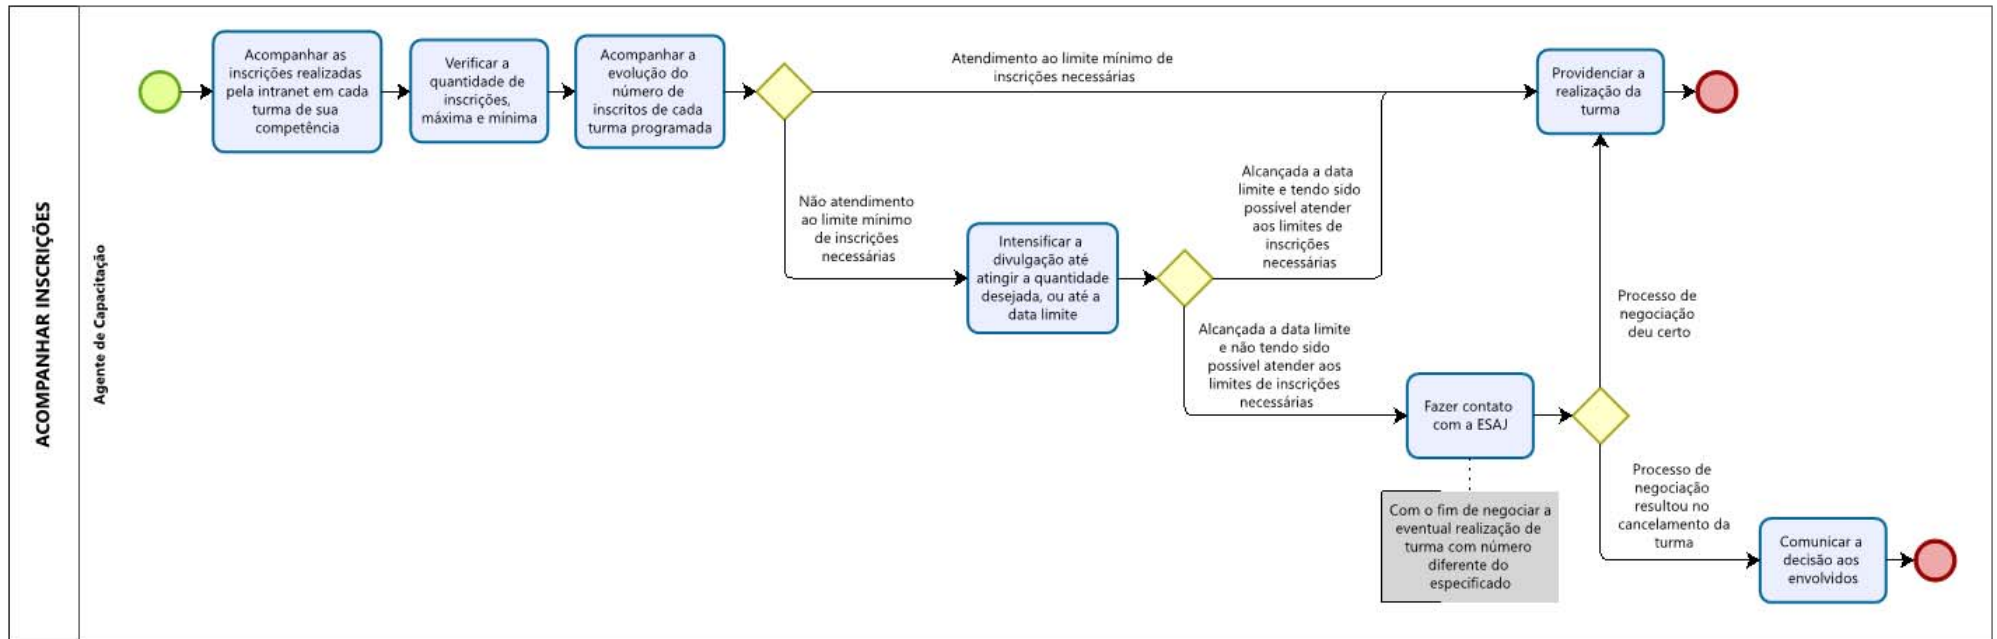 ACOMPANHAR INSCRIÇÕES
Agente de Capacitação
Acompanhar as
inscrições realizadas
pela intranet em cada
turma de sua
competência
Verificar a
quantidade de
inscrições,
máxima e mínima
Acompanhar a
evolução do
número de
inscritos de cada
turma programada
Atendimento ao limite mínimo de
inscrições necessárias
Providenciar a
realização da
turma
Não atendimento
ao limite mínimo
de inscrições
necessárias
Intensificar a
divulgação até
atingir a quantidade
desejada, ou até a
data limite
Alcançada a data
limite e tendo sido
possível atender
aos limites de
inscrições
necessárias
Alcançada a data limite
e não tendo sido
possível atender aos
limites de inscrições
necessárias
Fazer contato
com a ESAJ
Com o fim de negociar a
eventual realização de
turma com número
diferente do
especificado
Processo de
negociação
deu certo
Processo de
negociação
resultou no
cancelamento da
turma
Comunicar a
decisão aos
envolvidos